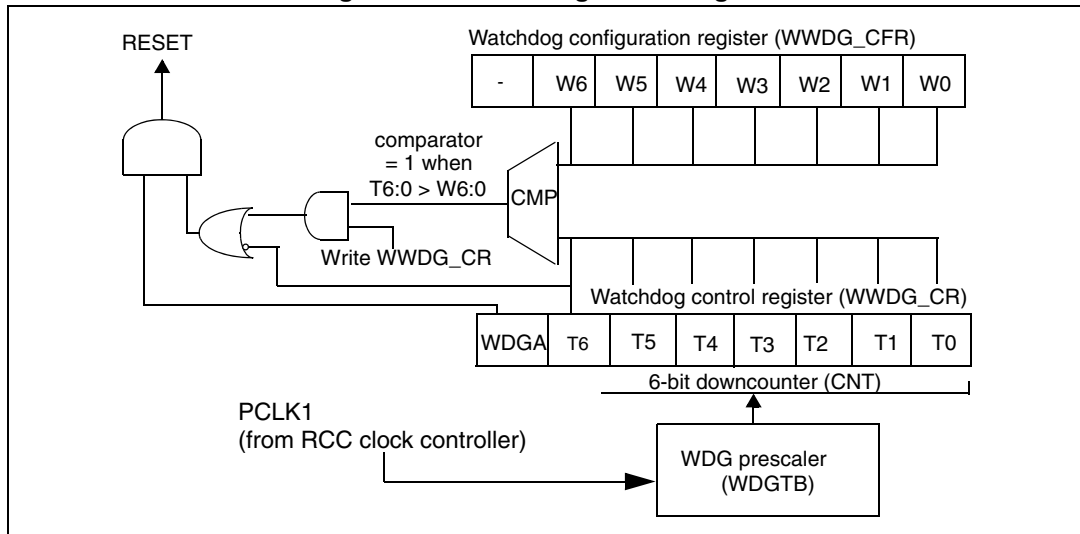 RESET
Watchdog configuration register (WWDG_CFR)
- W6 W5 W4 W3 W2 W1 W0
comparator
= 1 when
T6:0 > W6:0
CMP
Write WWDG_CR
Watchdog control register (WWDG_CR)
WDGA T6 T5 T4 T3 T2 T1 T0
6-bit downcounter (CNT)
PCLK1
(from RCC clock controller)
WDG prescaler
(WDGTB)